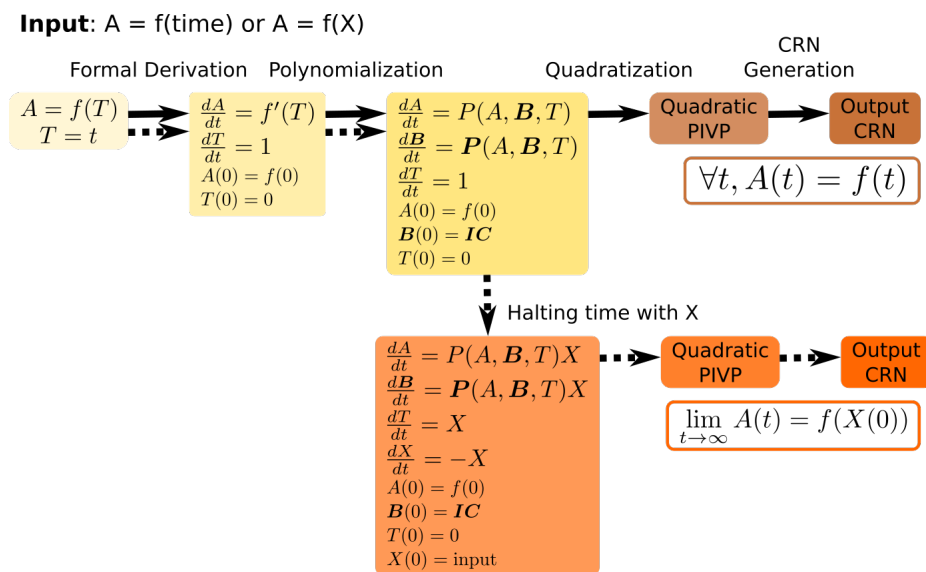 Input: A = f(time) or A = f(X)
Formal Derivation
Polynomialization
Quadratization
CRN
Generation
A = f(T)
T = t
dA/dt = f′(T)
dT/dt = 1
A(0) = f(0)
T(0) = 0
dA/dt = P(A, B, T)
dB/dt = P(A, B, T)
dT/dt = 1
A(0) = f(0)
B(0) = IC
T(0) = 0
Quadratic
PIVP
Output
CRN
∀t, A(t) = f(t)
Halting time with X
dA/dt = P(A, B, T)X
dB/dt = P(A, B, T)X
dT/dt = X
dX/dt = −X
A(0) = f(0)
B(0) = IC
T(0) = 0
X(0) = input
Quadratic
PIVP
Output
CRN
lim t→∞ A(t) = f(X(0))